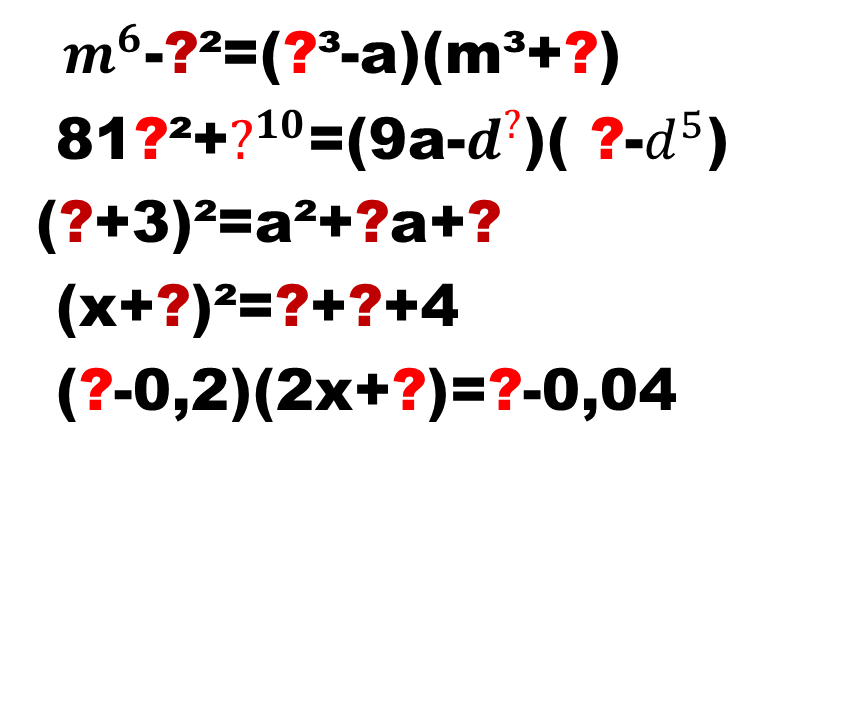 m⁶-?²=(?³-a)(m³+?)
81?²+?¹⁰=(9a-d^?)( ?-d⁵)
(?+3)²=a²+?a+?
(x+?)²=?+?+4
(?-0,2)(2x+?)=?-0,04